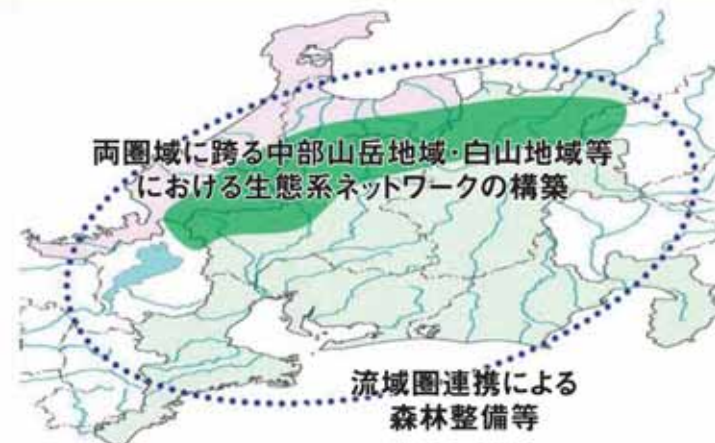 両圏域に跨る中部山岳地域・白山地域等
における生態系ネットワークの構築
流域圏連携による
森林整備等